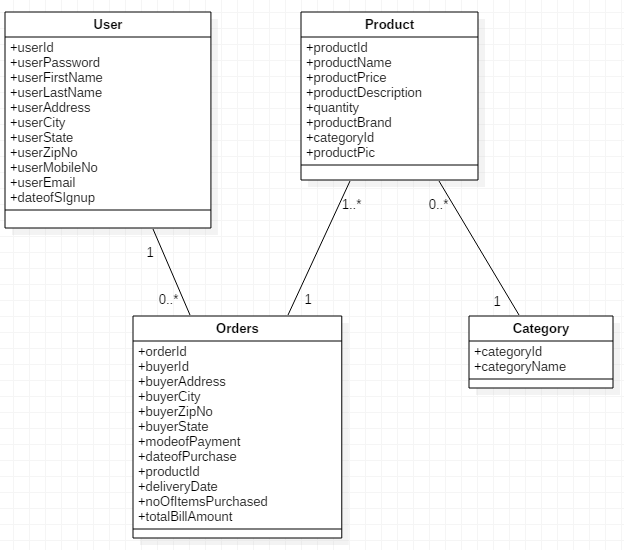 User
+userId
+userPassword
+userFirstName
+userLastName
+userAddress
+userCity
+userState
+userZipNo
+userMobileNo
+userEmail
+dateofSIgnup
Product
+productId
+productName
+productPrice
+productDescription
+quantity
+productBrand
+categoryId
+productPic
1
0..*
1..*
1
0..*
1
Orders
+orderId
+buyerId
+buyerAddress
+buyerCity
+buyerZipNo
+buyerState
+modeofPayment
+dateofPurchase
+productId
+deliveryDate
+noOfItemsPurchased
+totalBillAmount
Category
+categoryId
+categoryName